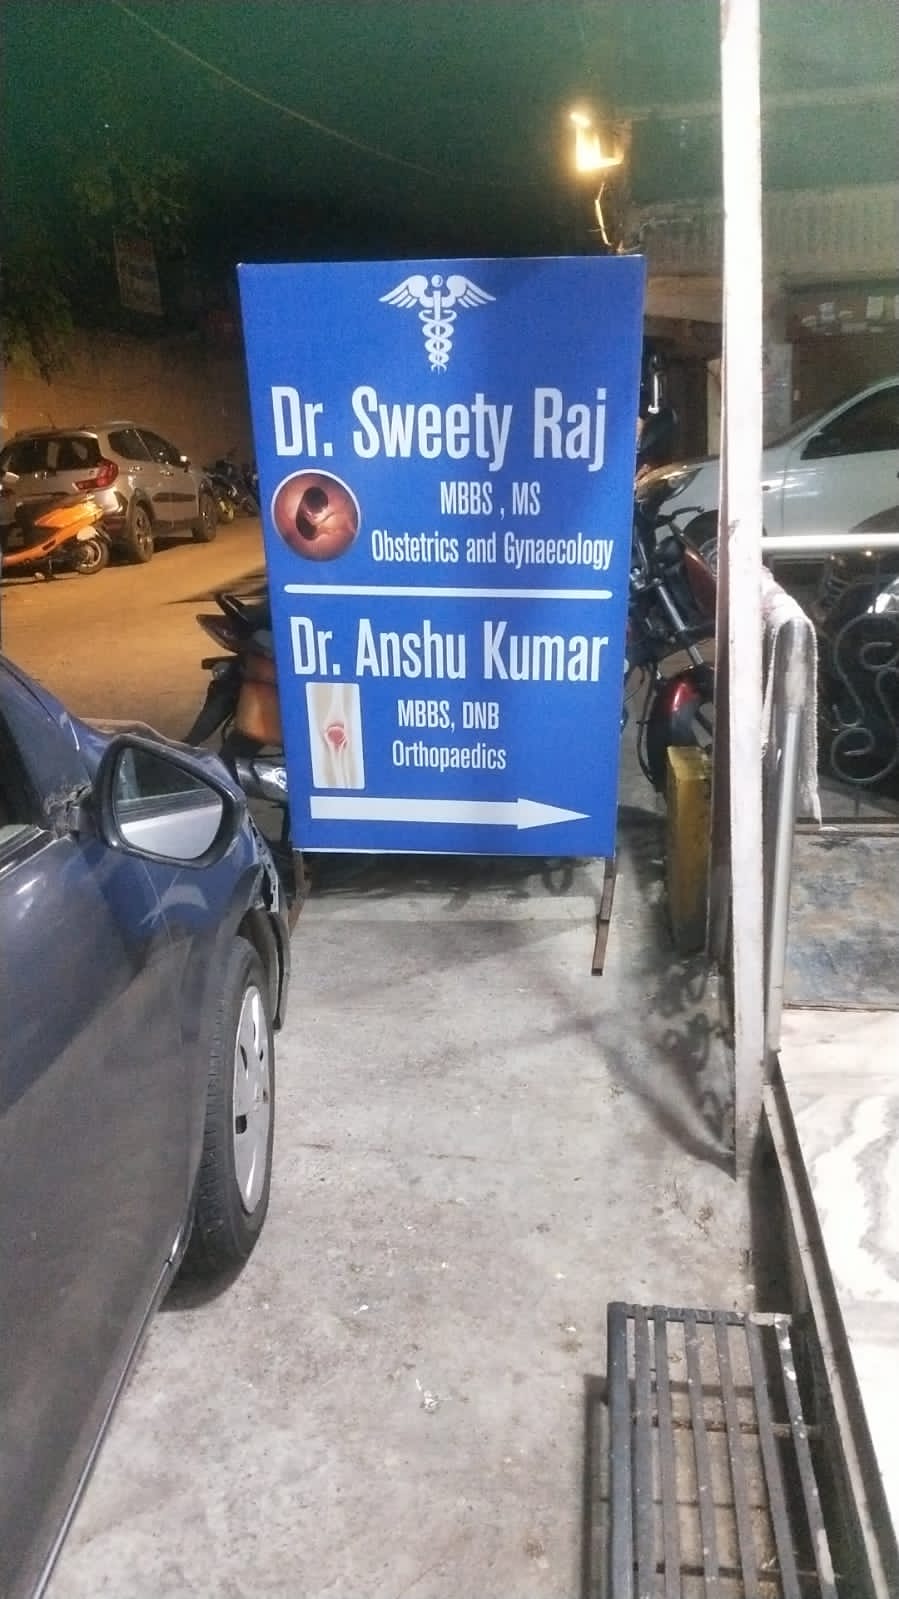 Dr. Sweety Raj
MBBS , MS
Obstetrics and Gynaecology
Dr. Anshu Kumar
MBBS, DNB
Orthopaedics